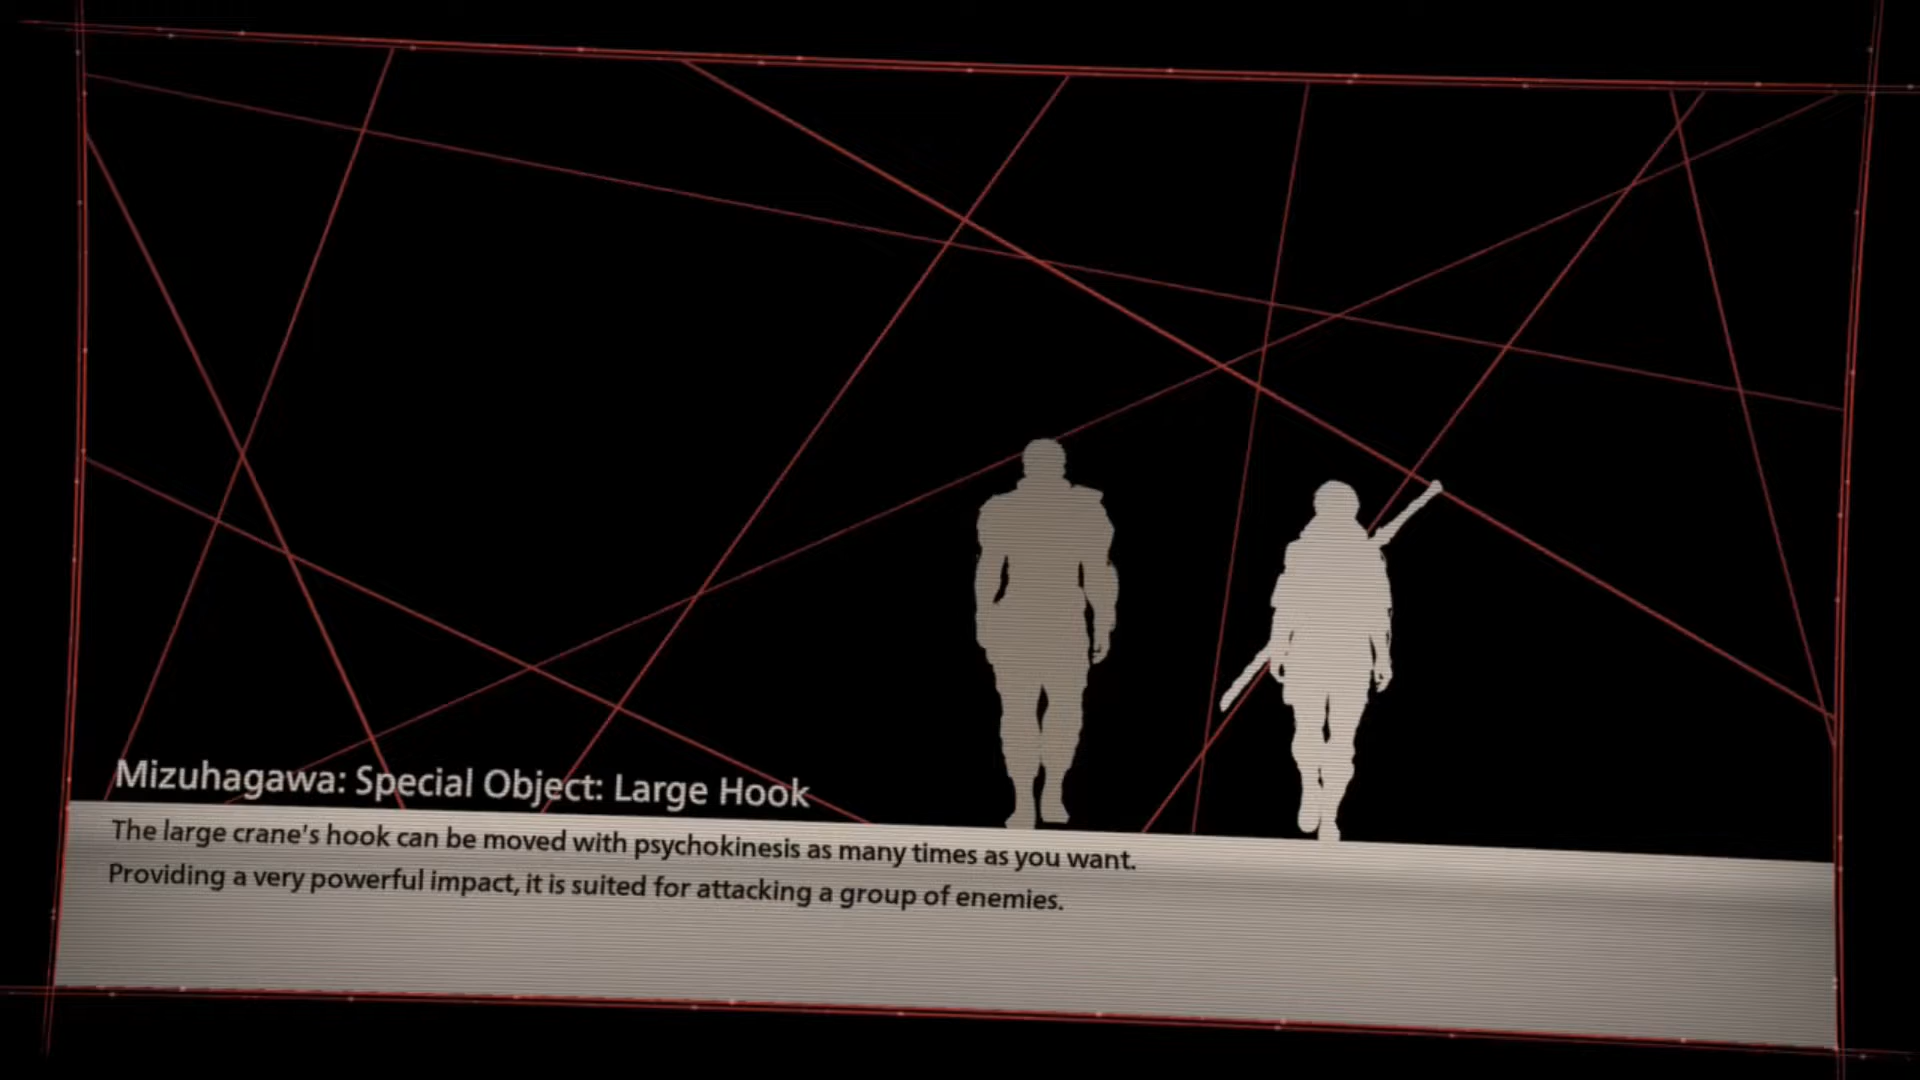 Mizuhagawa: Special Object: Large Hook
The large crane's hook can be moved with psychokinesis as many times as you want.
Providing a very powerful impact, it is suited for attacking a group of enemies.